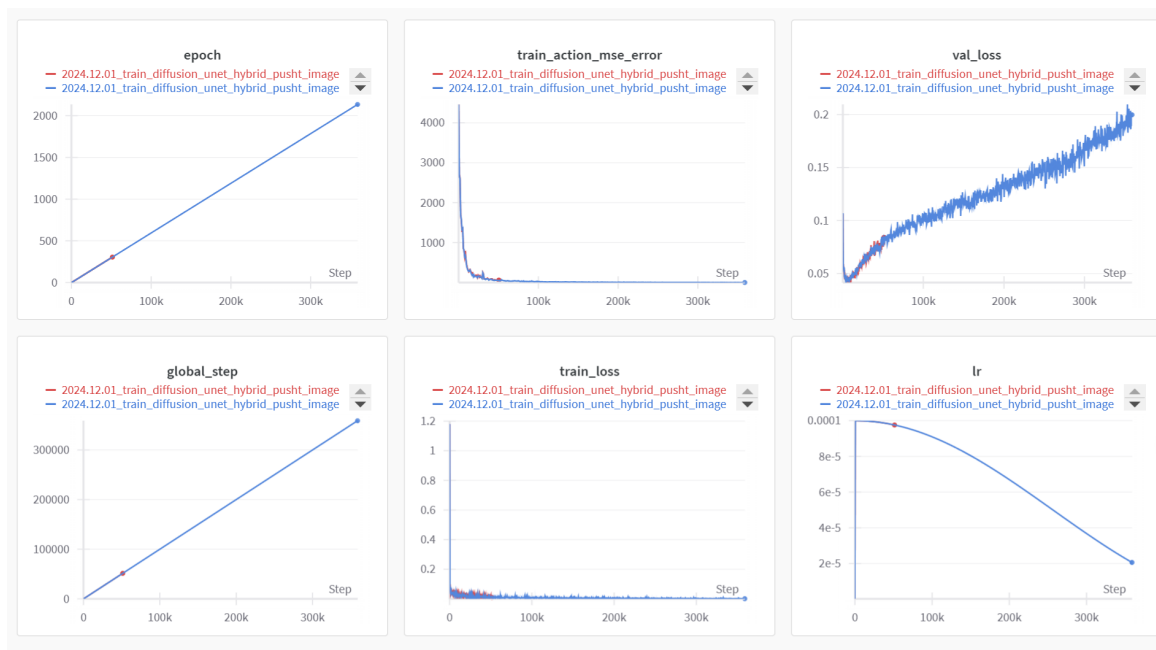 epoch
2024.12.01_train_diffusion_unet_hybrid_pusht_image
2024.12.01_train_diffusion_unet_hybrid_pusht_image
2000
1500
1000
500
0
Step
0 100k 200k 300k
train_action_mse_error
2024.12.01_train_diffusion_unet_hybrid_pusht_image
2024.12.01_train_diffusion_unet_hybrid_pusht_image
4000
3000
2000
1000
Step
100k 200k 300k
val_loss
2024.12.01_train_diffusion_unet_hybrid_pusht_image
2024.12.01_train_diffusion_unet_hybrid_pusht_image
0.2
0.15
0.1
0.05
Step
100k 200k 300k
global_step
2024.12.01_train_diffusion_unet_hybrid_pusht_image
2024.12.01_train_diffusion_unet_hybrid_pusht_image
300000
200000
100000
0
Step
0 100k 200k 300k
train_loss
2024.12.01_train_diffusion_unet_hybrid_pusht_image
2024.12.01_train_diffusion_unet_hybrid_pusht_image
1.2
1
0.8
0.6
0.4
0.2
Step
0 100k 200k 300k
lr
2024.12.01_train_diffusion_unet_hybrid_pusht_image
2024.12.01_train_diffusion_unet_hybrid_pusht_image
0.0001
8e-5
6e-5
4e-5
2e-5
Step
0 100k 200k 300k